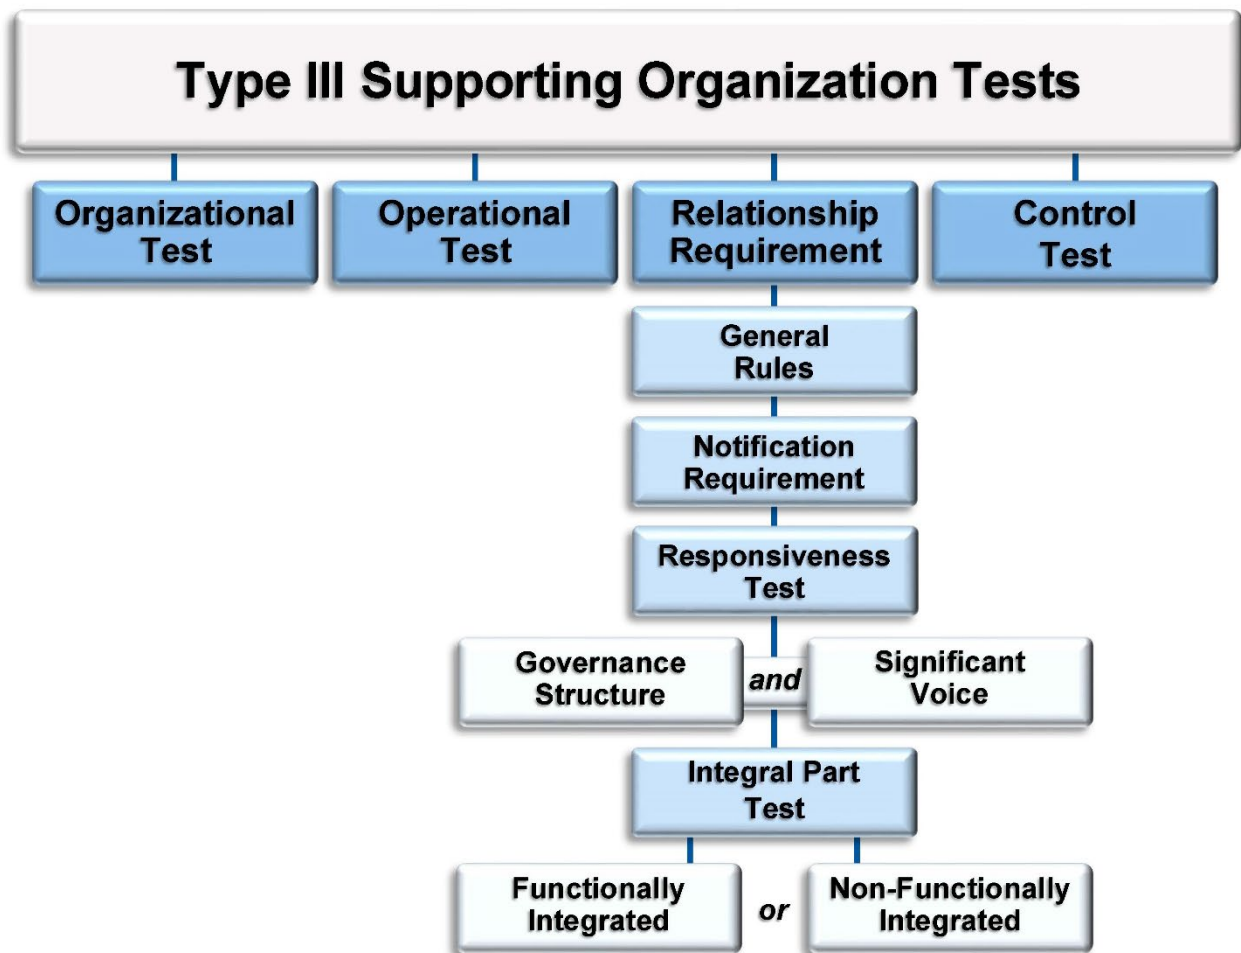 Type III Supporting Organization Tests
Organizational
Test
Operational
Test
Relationship
Requirement
Control
Test
General
Rules
Notification
Requirement
Responsiveness
Test
Governance
Structure
and
Significant
Voice
Integral Part
Test
Functionally
Integrated
or
Non-Functionally
Integrated